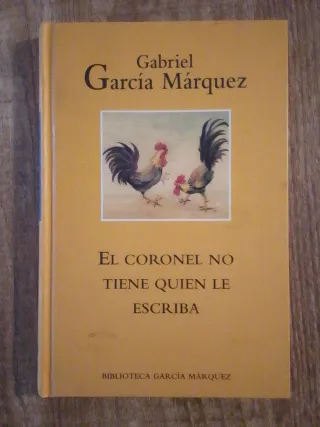 Gabriel
García Márquez
EL CORONEL NO
TIENE QUIEN LE
ESCRIBA
BIBLIOTECA GARCÍA MÁRQUEZ